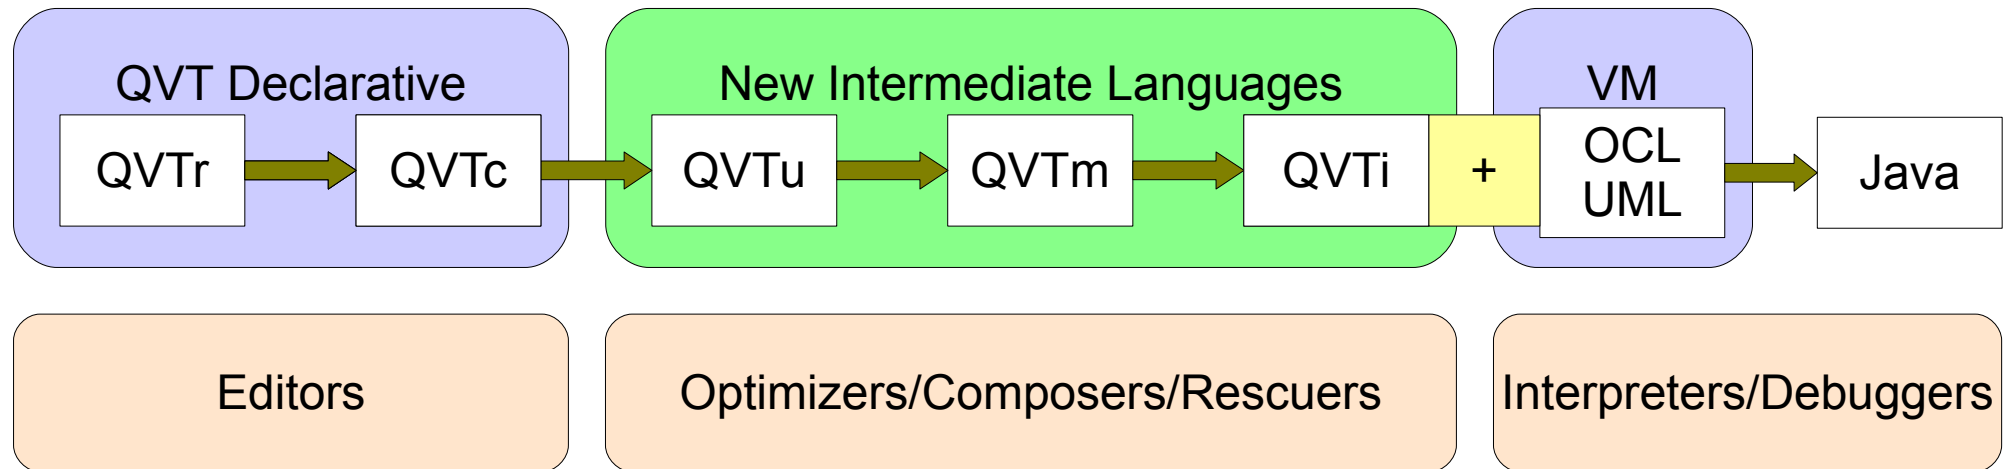 QVT Declarative
New Intermediate Languages
VM
QVTr
QVTc
QVTu
QVTm
QVTi
+
OCL
UML
Java
Editors
Optimizers/Composers/Rescuers
Interpreters/Debuggers